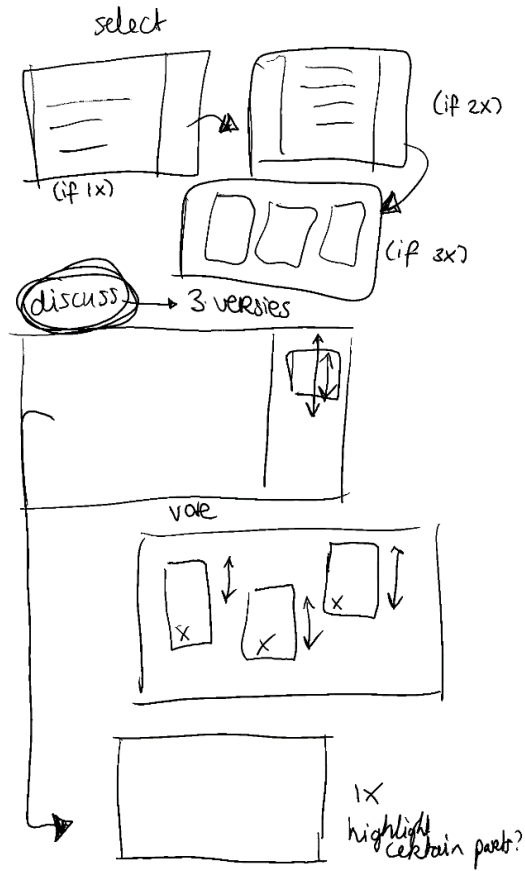 select
(if 2x)
(if 1x)
(if 3x)
discuss → 3 versies
vote
x
x
x
1x
highlight
certain parts?